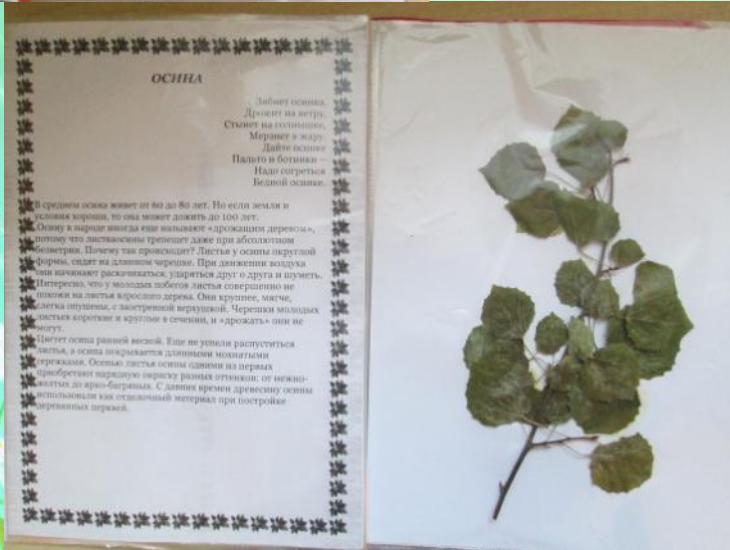 ОСИНА
Зябнет осинка,
Дрожит на ветру,
Стынет на солнышке,
Мерзнет в жару.
Дайте осинке
Пальто и ботинки –
Надо согреться
Бедной осинке.
В среднем осина живет от 60 до 80 лет. Но если земля и
условия хороши, то она может дожить до 100 лет.
Осину в народе иногда еще называют «дрожащим деревом»,
потому что листваосины трепещет даже при абсолютном
безветрии. Почему так происходит? Листья у осины округлой
формы, сидят на длинном черешке. При движении воздуха
они начинают раскачиваться, ударяться друг о друга и шуметь.
Интересно, что у молодых побегов листья совершенно не
похожи на листья взрослого дерева. Они крупнее, мягче,
слегка опушены, с заостренной верхушкой. Черешки молодых
листьев короткие и круглые в сечении, и «дрожать» они не
могут.
Цветет осина ранней весной. Еще не успели распуститься
листья, а осина покрывается длинными мохнатыми
сережками. Осенью листья осины одними из первых
приобретают нарядную окраску разных оттенков: от нежно-
желтых до ярко-багряных. С давних времен древесину осины
использовали как отделочный материал при постройке
деревянных церквей.